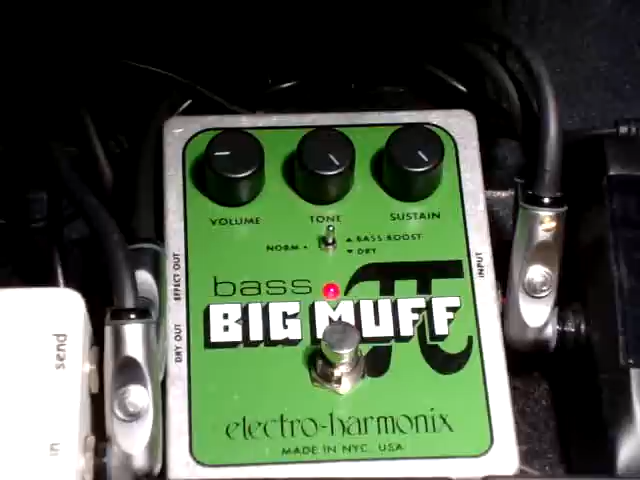 VOLUME
TONE
SUSTAIN
NORM
BASS BOOST
DRY
EFFECT OUT
INPUT
bass
BIG MUFF
π
DRY OUT
send
in
electro-harmonix
MADE IN NYC, USA